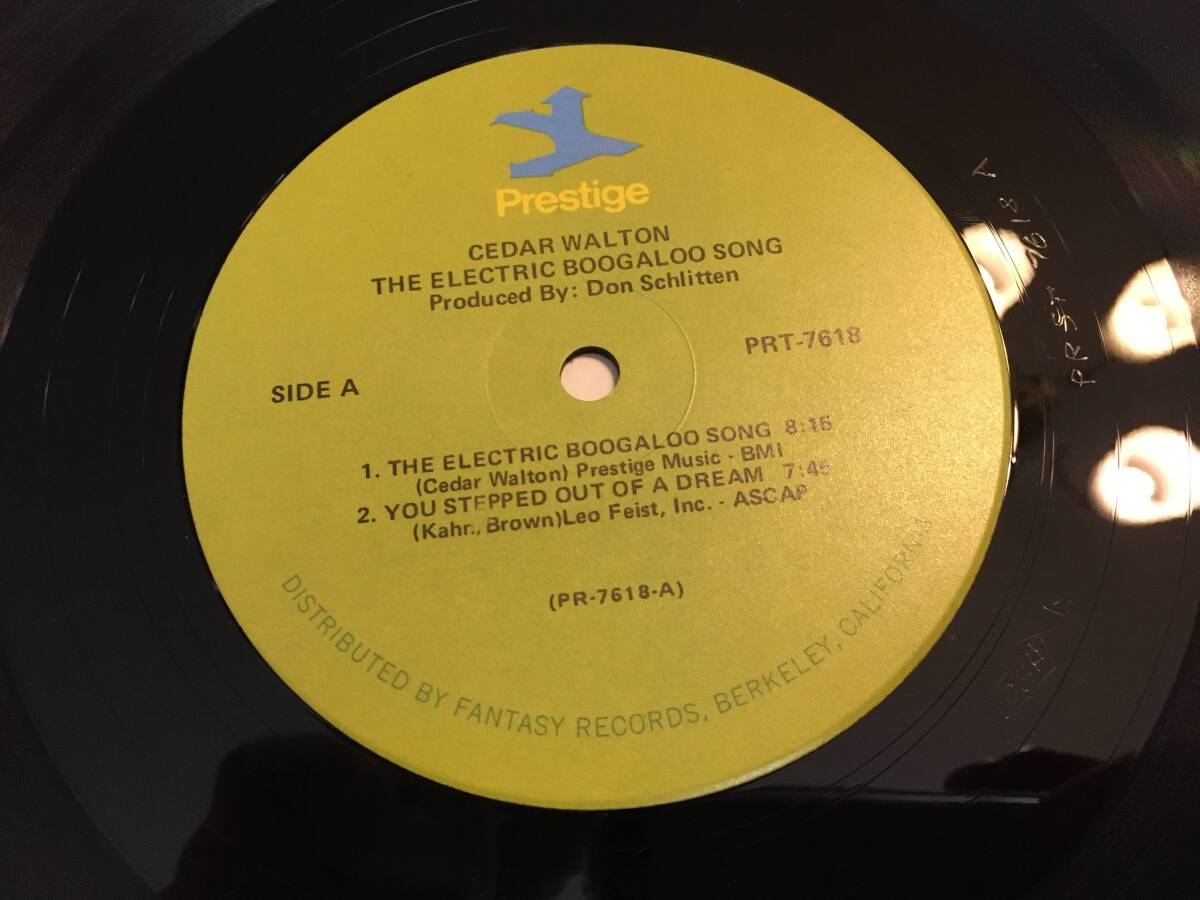 Prestige
CEDAR WALTON
THE ELECTRIC BOOGALOO SONG
Produced By: Don Schlitten
PRT-7618
SIDE A
1. THE ELECTRIC BOOGALOO SONG 8:15
(Cedar Walton) Prestige Music - BMI
2. YOU STEPPED OUT OF A DREAM 7:45
(Kahn, Brown)Leo Feist, Inc. - ASCAP
(PR-7618-A)
DISTRIBUTED BY FANTASY RECORDS, BERKELEY, CALIFORNIA
PRST 7618 A